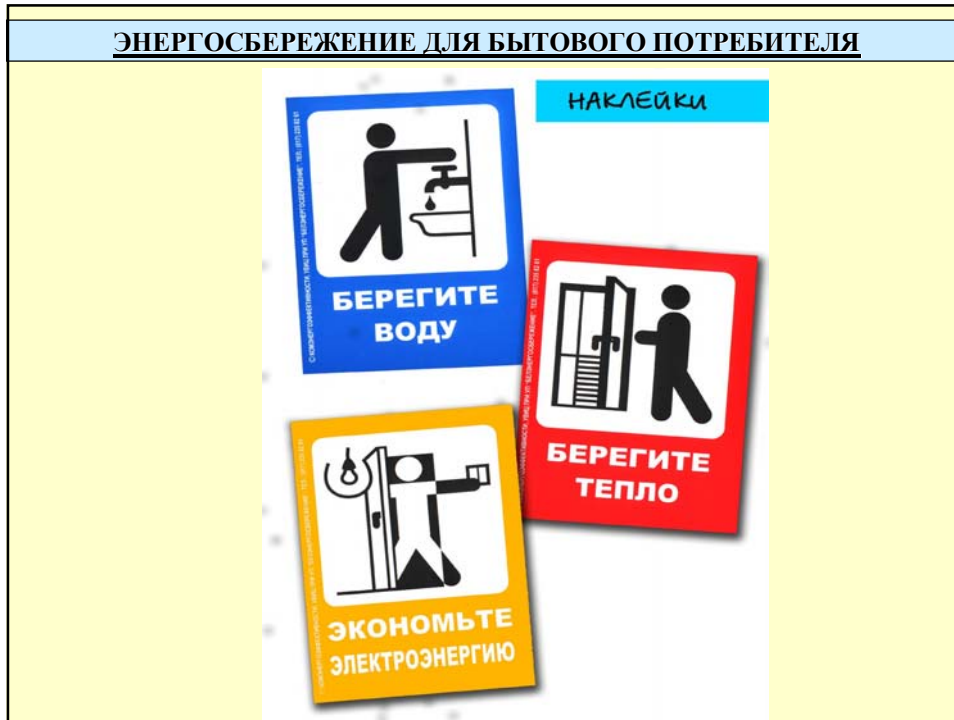 ЭНЕРГОСБЕРЕЖЕНИЕ ДЛЯ БЫТОВОГО ПОТРЕБИТЕЛЯ
НАКЛЕЙКИ
БЕРЕГИТЕ
ВОДУ
БЕРЕГИТЕ
ТЕПЛО
ЭКОНОМЬТЕ
ЭЛЕКТРОЭНЕРГИЮ